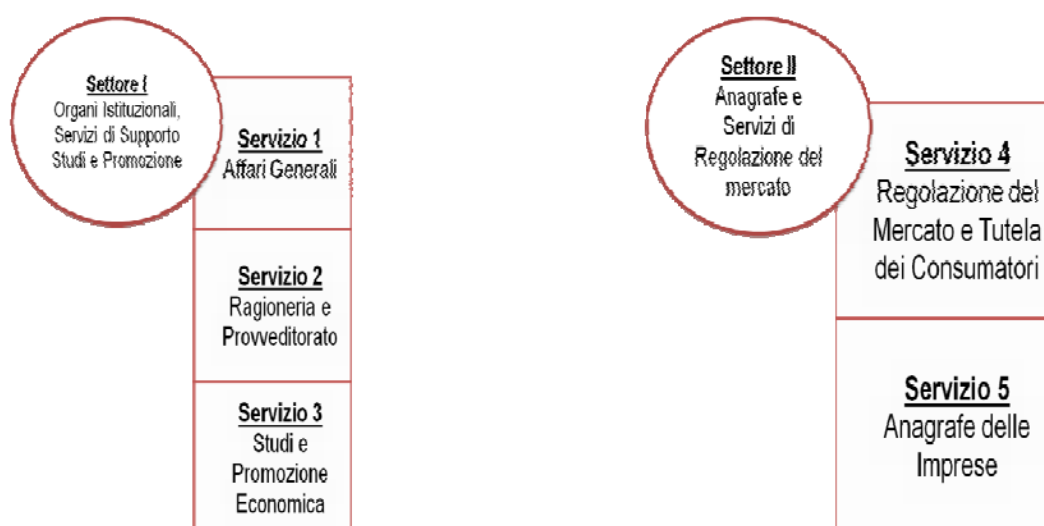 Settore I
Organi Istituzionali,
Servizi di Supporto
Studi e Promozione
Servizio 1
Affari Generali
Servizio 2
Ragioneria e
Provveditorato
Servizio 3
Studi e
Promozione
Economica
Settore II
Anagrafe e
Servizi di
Regolazione del
mercato
Servizio 4
Regolazione del
Mercato e Tutela
dei Consumatori
Servizio 5
Anagrafe delle
Imprese